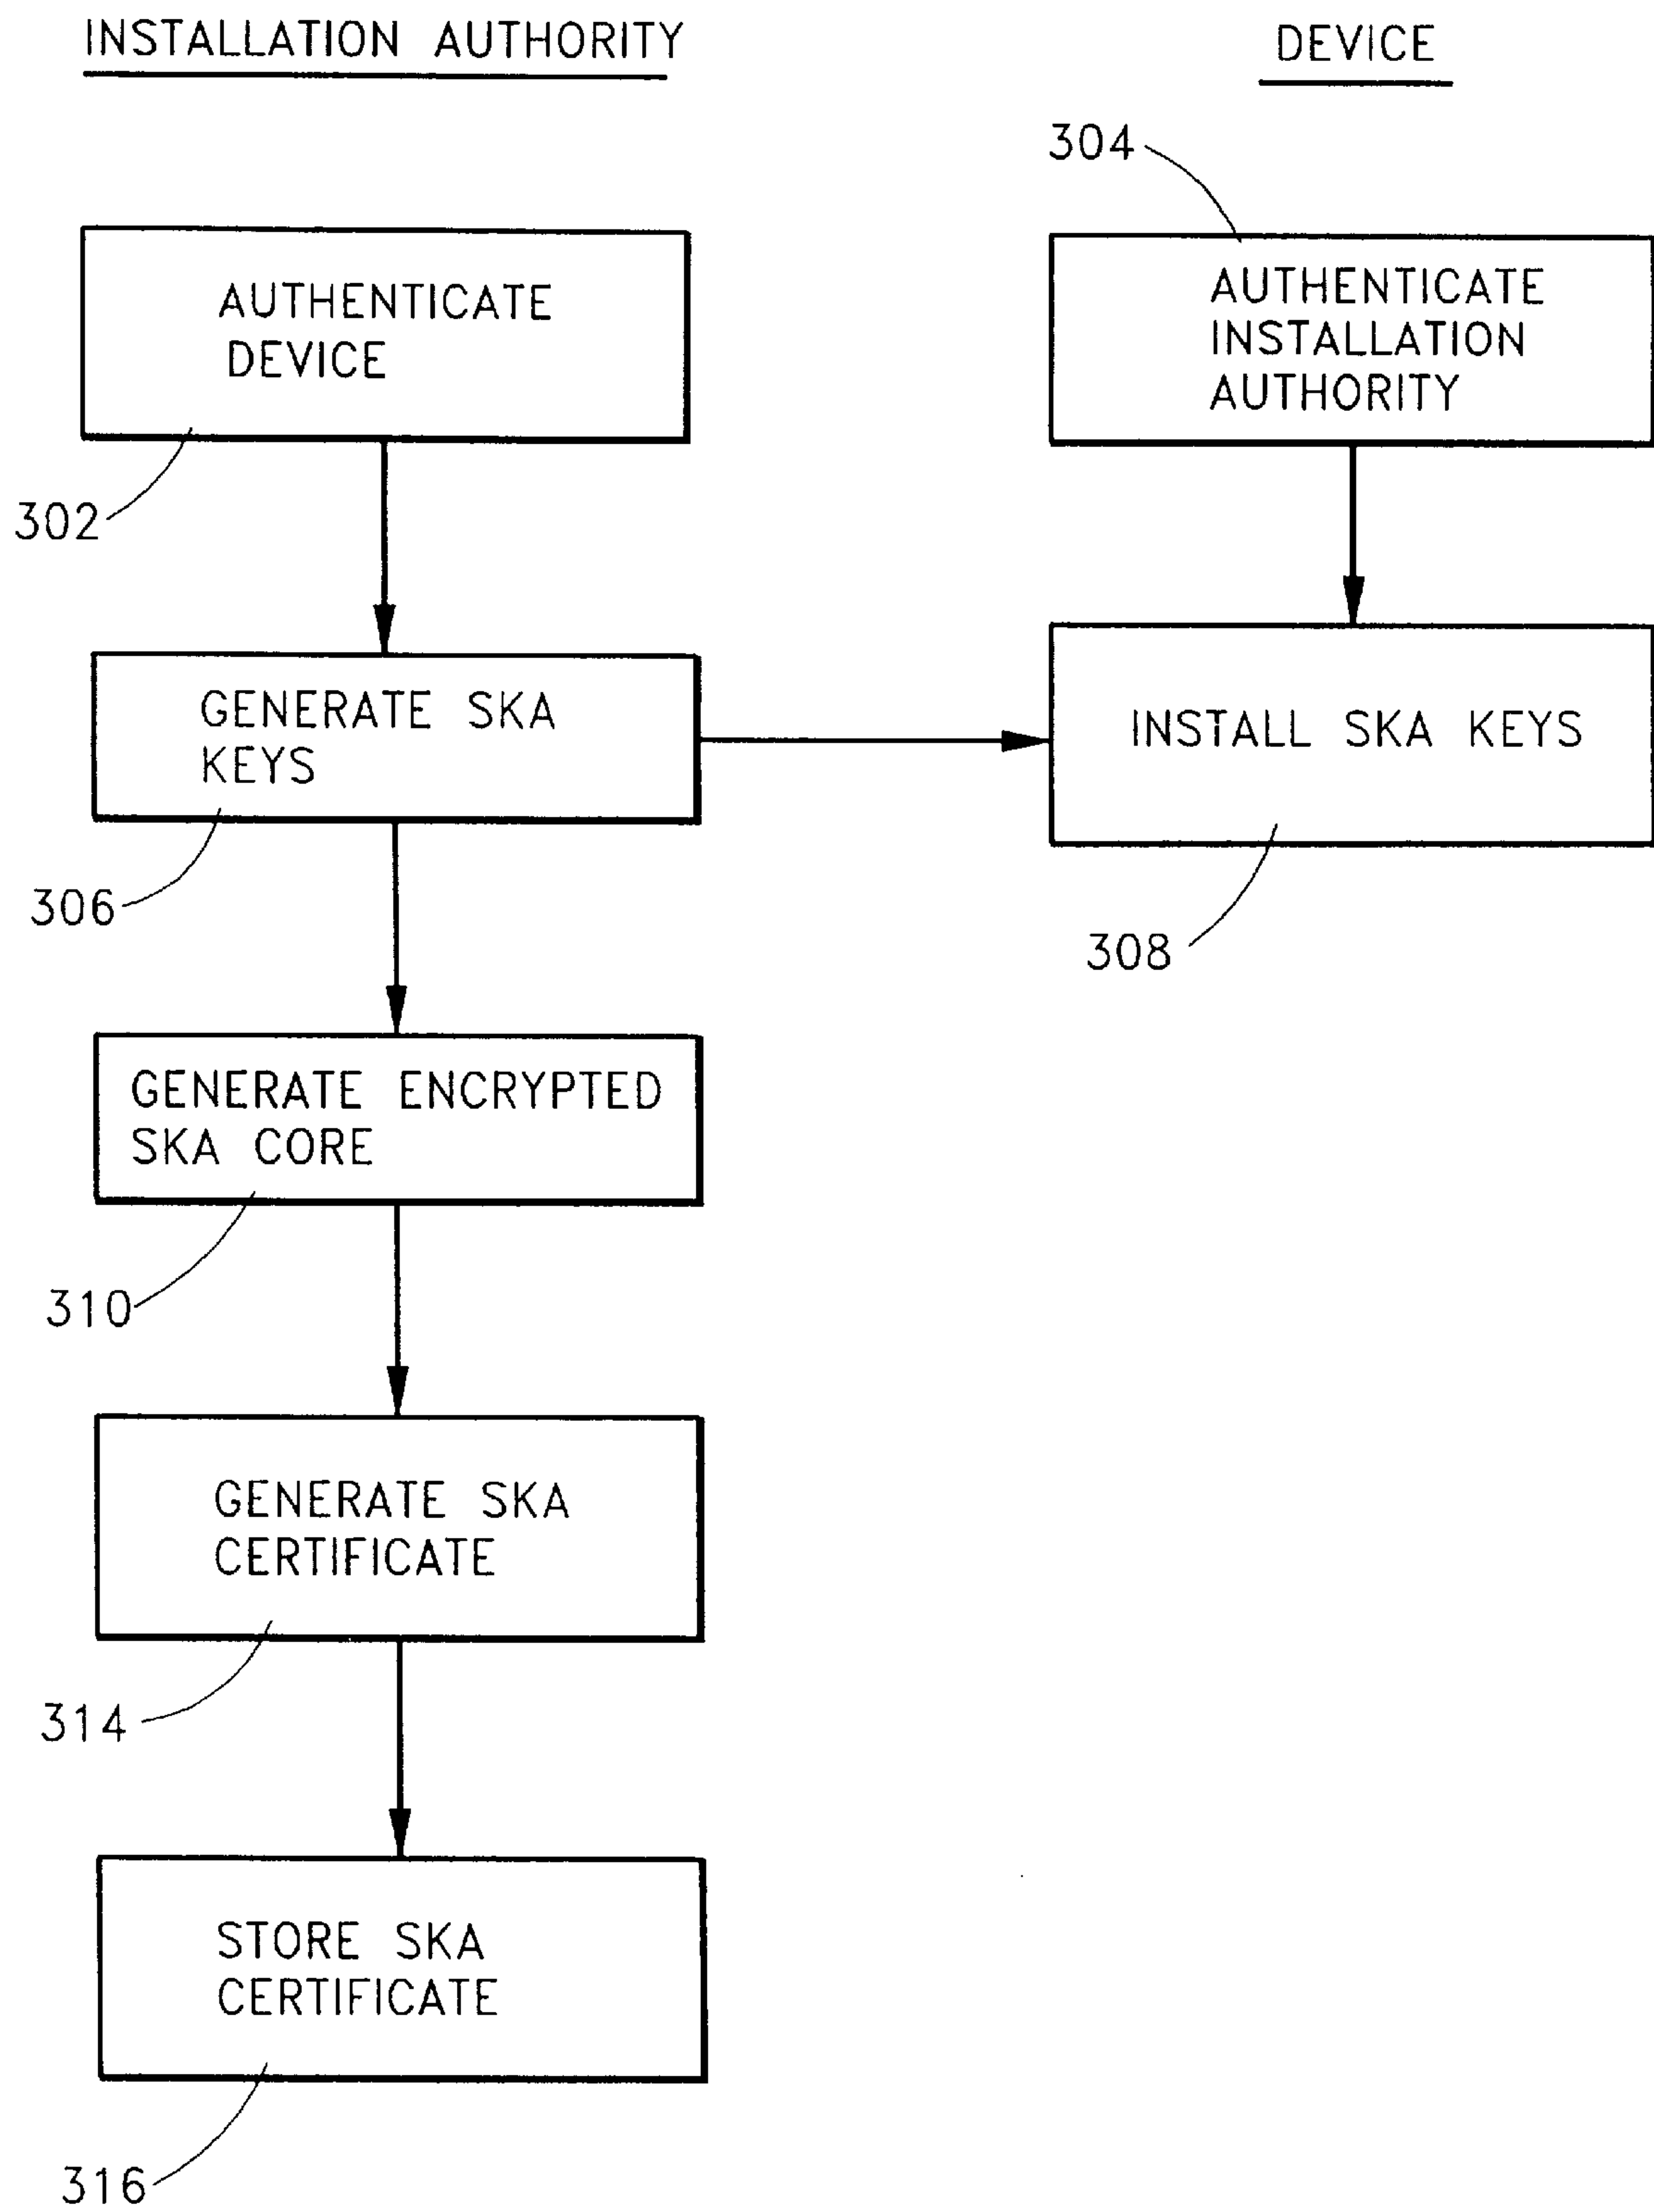 INSTALLATION AUTHORITY
DEVICE
304
AUTHENTICATE
DEVICE
302
AUTHENTICATE
INSTALLATION
AUTHORITY
GENERATE SKA
KEYS
306
INSTALL SKA KEYS
308
GENERATE ENCRYPTED
SKA CORE
310
GENERATE SKA
CERTIFICATE
314
STORE SKA
CERTIFICATE
316